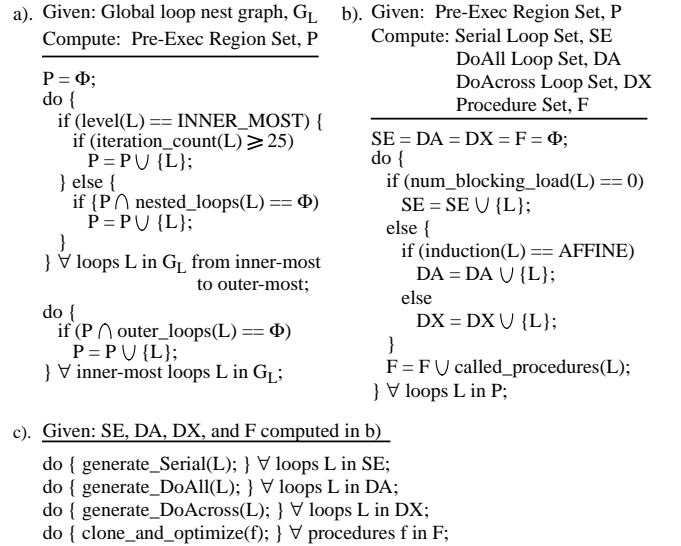 a). Given: Global loop nest graph, G_L
Compute: Pre-Exec Region Set, P
P = Φ;
do {
if (level(L) == INNER_MOST) {
if (iteration_count(L) ⩾ 25)
P = P ∪ {L};
} else {
if {P ∩ nested_loops(L) == Φ)
P = P ∪ {L};
}
} ∀ loops L in G_L from inner-most
to outer-most;
do {
if (P ∩ outer_loops(L) == Φ)
P = P ∪ {L};
} ∀ inner-most loops L in G_L;
b). Given: Pre-Exec Region Set, P
Compute: Serial Loop Set, SE
DoAll Loop Set, DA
DoAcross Loop Set, DX
Procedure Set, F
SE = DA = DX = F = Φ;
do {
if (num_blocking_load(L) == 0)
SE = SE ∪ {L};
else {
if (induction(L) == AFFINE)
DA = DA ∪ {L};
else
DX = DX ∪ {L};
}
F = F ∪ called_procedures(L);
} ∀ loops L in P;
c). Given: SE, DA, DX, and F computed in b)
do { generate_Serial(L); } ∀ loops L in SE;
do { generate_DoAll(L); } ∀ loops L in DA;
do { generate_DoAcross(L); } ∀ loops L in DX;
do { clone_and_optimize(f); } ∀ procedures f in F;